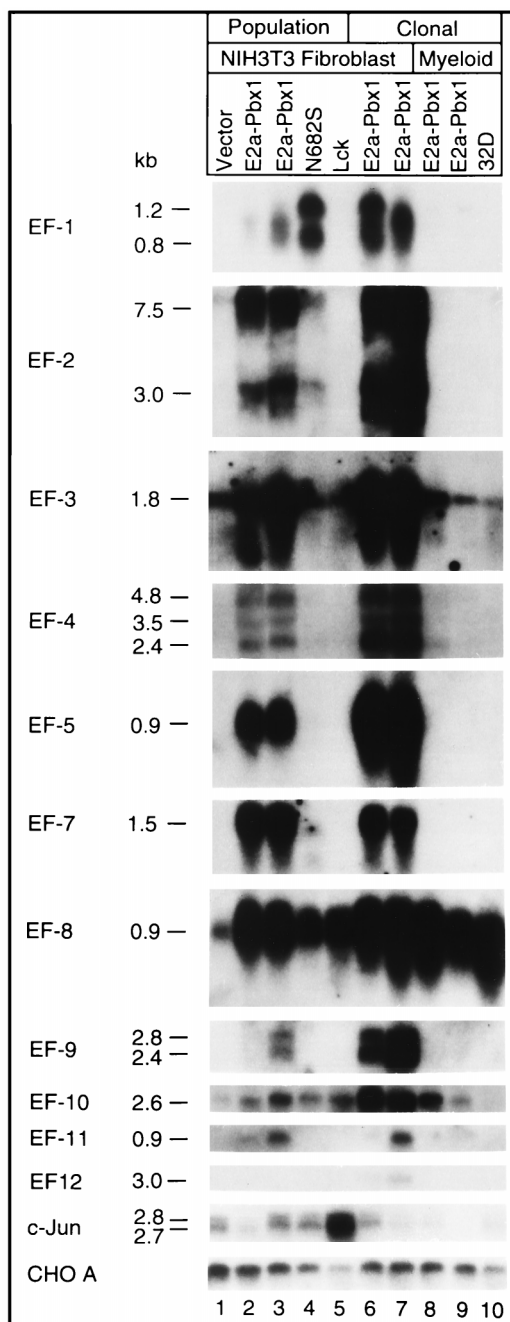 Population Clonal
NIH3T3 Fibroblast Myeloid
Vector E2a-Pbx1 E2a-Pbx1 N682S Lck E2a-Pbx1 E2a-Pbx1 E2a-Pbx1 E2a-Pbx1 32D
kb
EF-1 1.2
0.8
EF-2 7.5
3.0
EF-3 1.8
EF-4 4.8
3.5
2.4
EF-5 0.9
EF-7 1.5
EF-8 0.9
EF-9 2.8
2.4
EF-10 2.6
EF-11 0.9
EF12 3.0
c-Jun 2.8
2.7
CHO A
1 2 3 4 5 6 7 8 9 10